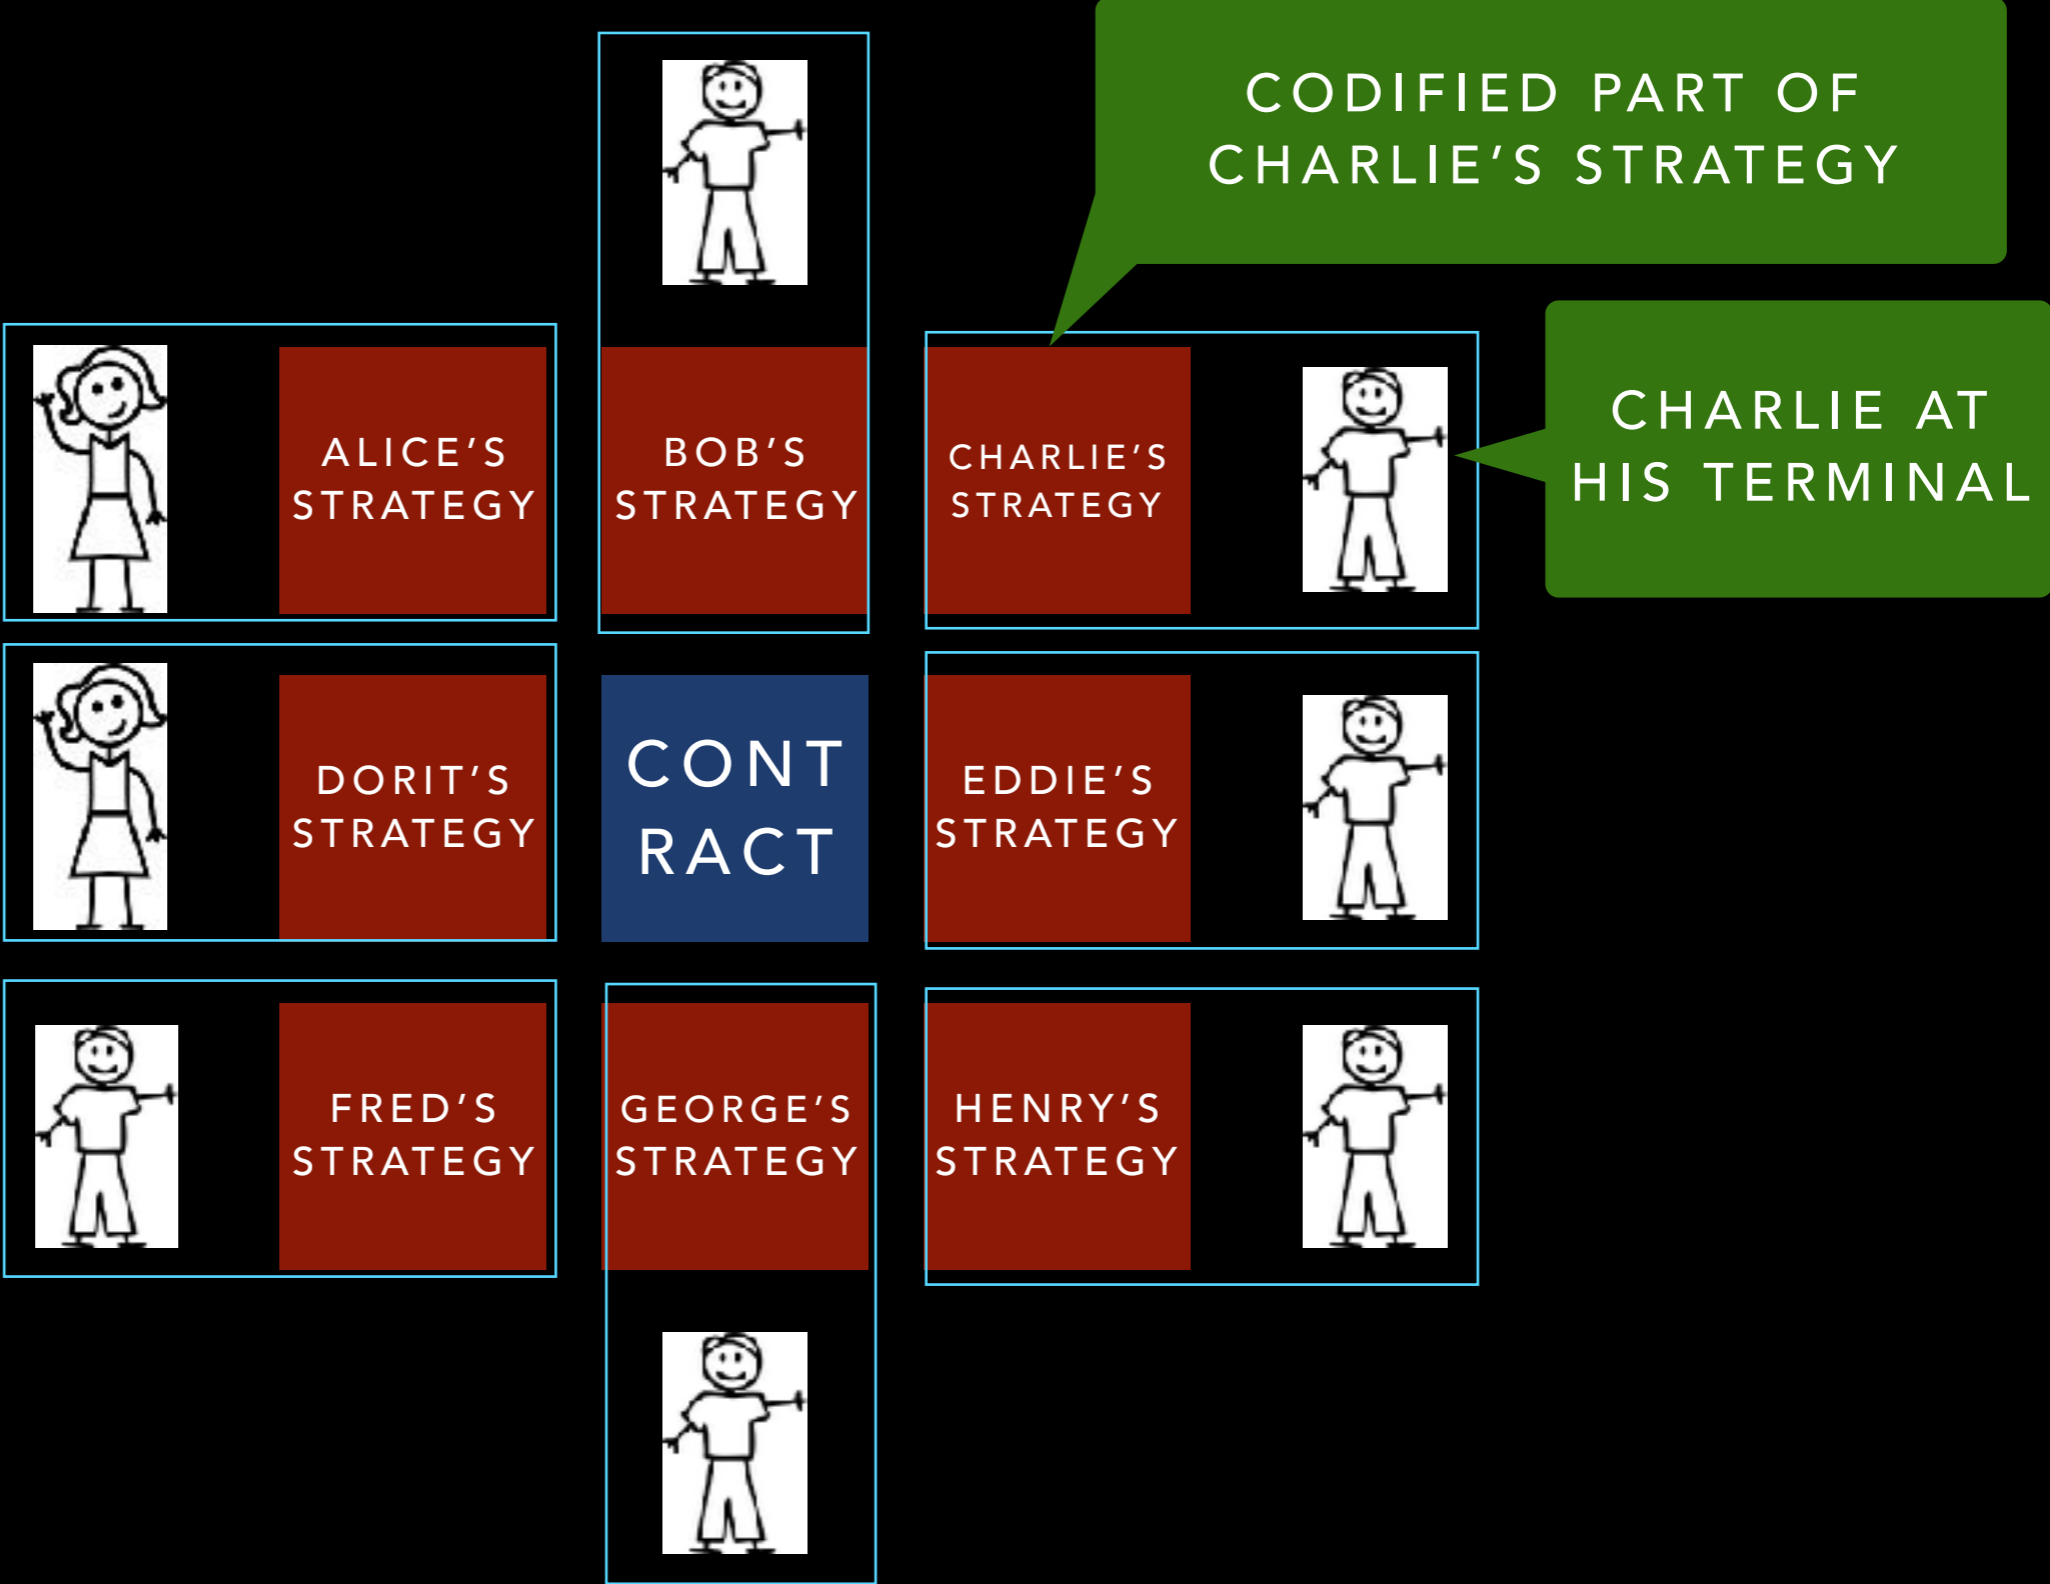 CODIFIED PART OF
CHARLIE’S STRATEGY
CHARLIE AT
HIS TERMINAL
ALICE’S
STRATEGY
BOB’S
STRATEGY
CHARLIE’S
STRATEGY
DORIT’S
STRATEGY
CONT
RACT
EDDIE’S
STRATEGY
FRED’S
STRATEGY
GEORGE’S
STRATEGY
HENRY’S
STRATEGY